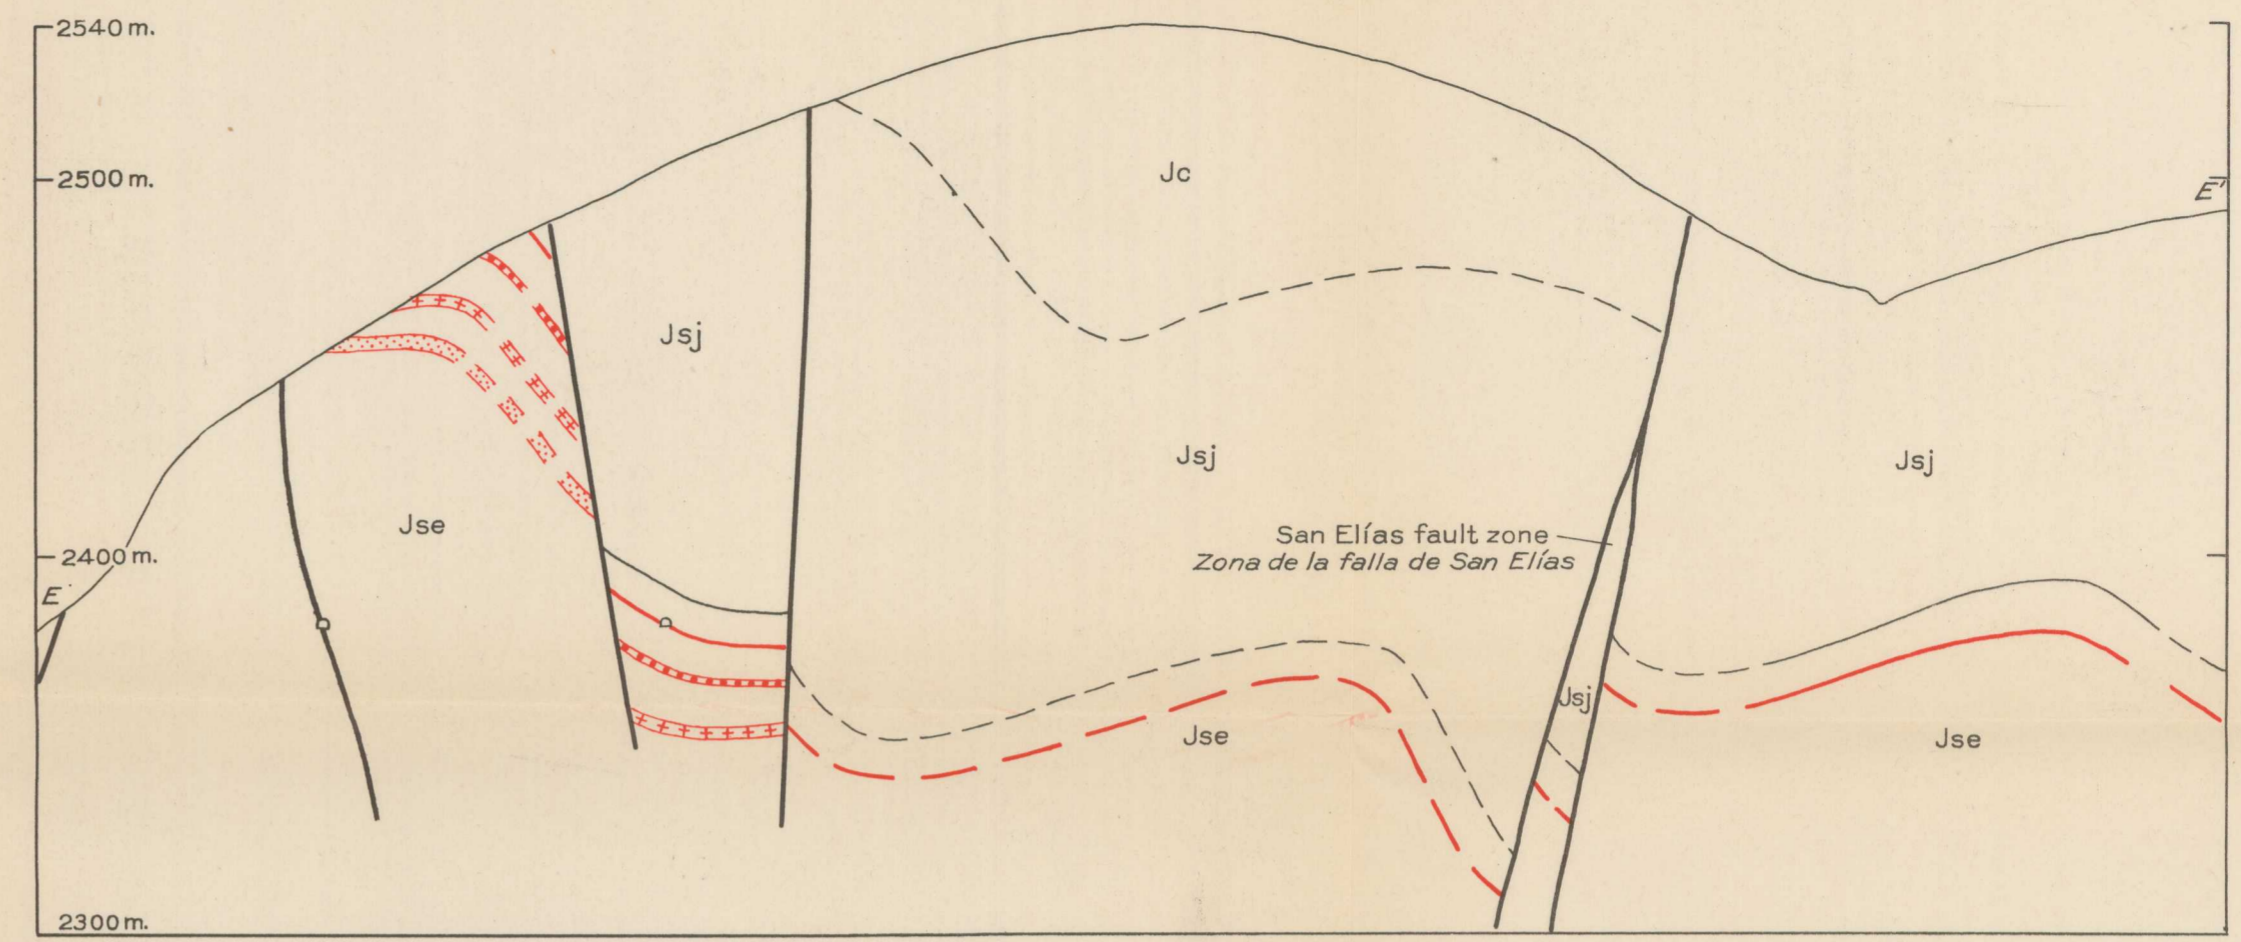 2540 m.
2500 m.
E'
Jc
Jsj
Jsj
Jsj
Jse
San Elías fault zone
Zona de la falla de San Elías
2400 m.
E
Jsj
Jse
Jse
2300 m.